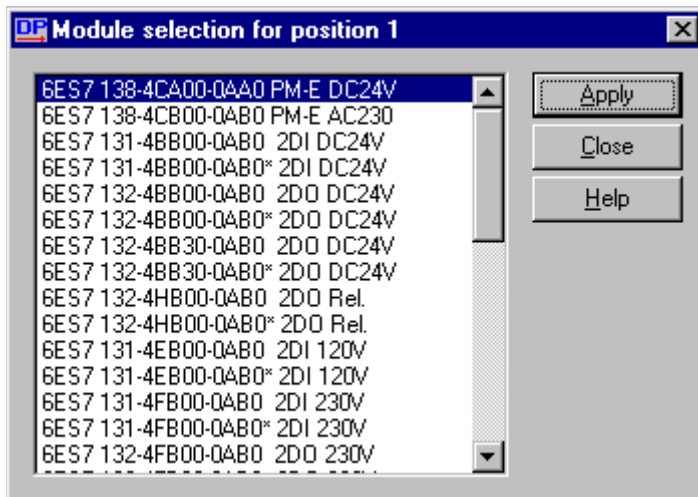 DP Module selection for position 1
6ES7 138-4CA00-0AA0 PM-E DC24V
6ES7 138-4CB00-0AB0 PM-E AC230
6ES7 131-4BB00-0AB0  2DI DC24V
6ES7 131-4BB00-0AB0* 2DI DC24V
6ES7 132-4BB00-0AB0  2DO DC24V
6ES7 132-4BB00-0AB0* 2DO DC24V
6ES7 132-4BB30-0AB0  2DO DC24V
6ES7 132-4BB30-0AB0* 2DO DC24V
6ES7 132-4HB00-0AB0  2DO Rel.
6ES7 132-4HB00-0AB0* 2DO Rel.
6ES7 131-4EB00-0AB0  2DI 120V
6ES7 131-4EB00-0AB0* 2DI 120V
6ES7 131-4FB00-0AB0  2DI 230V
6ES7 131-4FB00-0AB0* 2DI 230V
6ES7 132-4FB00-0AB0  2DO 230V
Apply
Close
Help